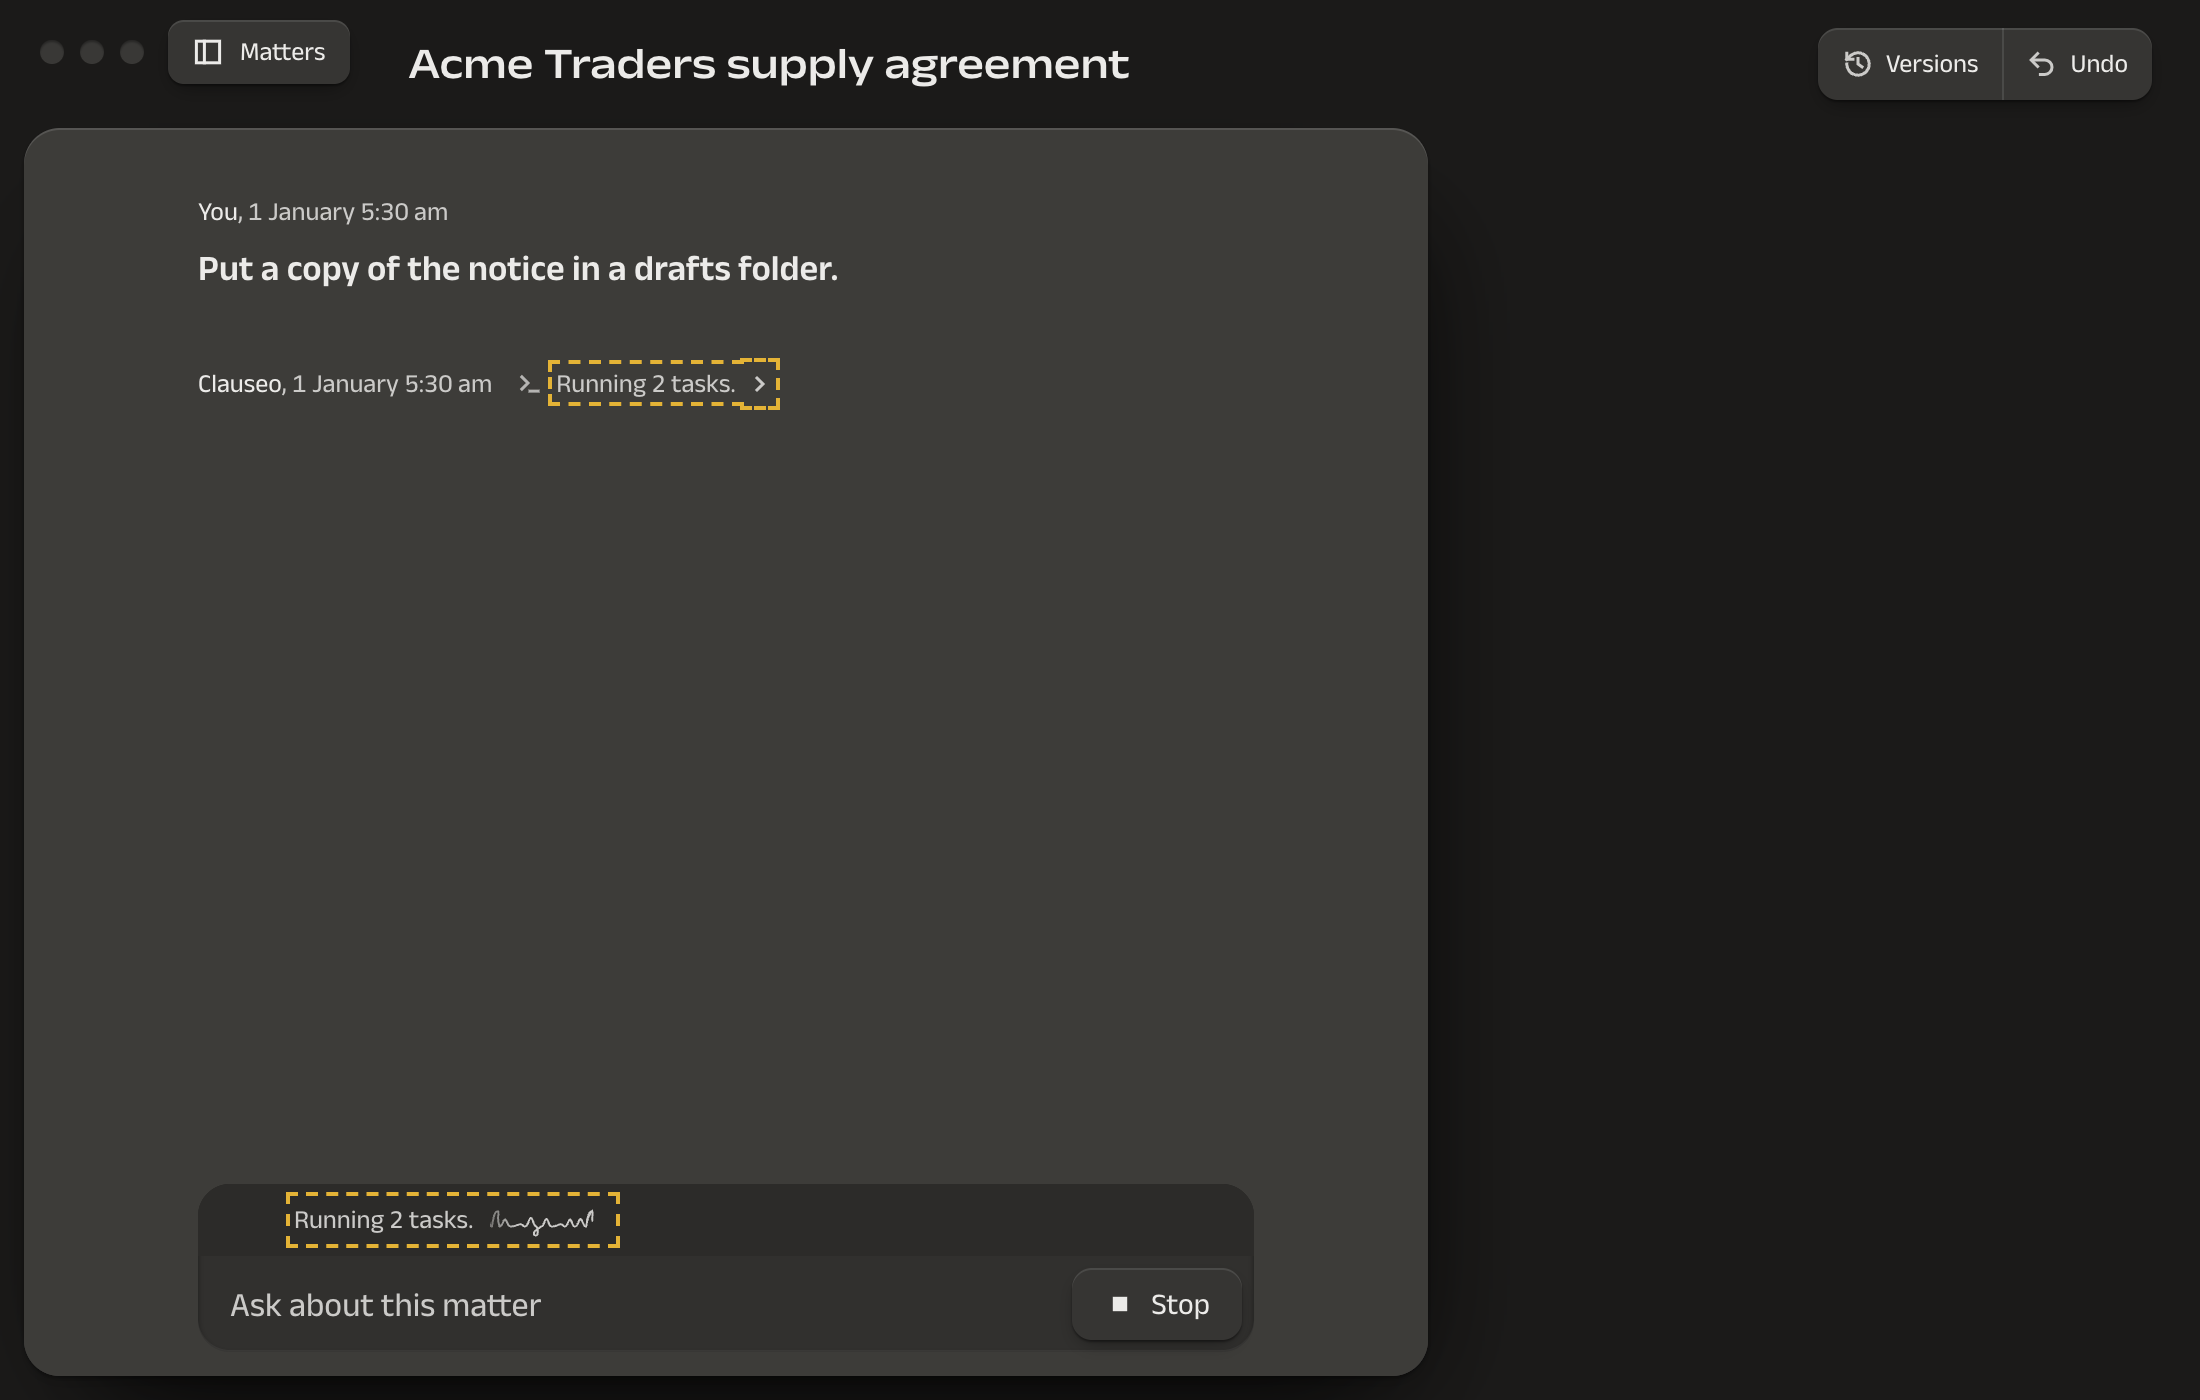 Matters
Acme Traders supply agreement
Versions
Undo
You, 1 January 5:30 am
Put a copy of the notice in a drafts folder.
Clauseo, 1 January 5:30 am >_ Running 2 tasks. >
Running 2 tasks.
Ask about this matter
Stop